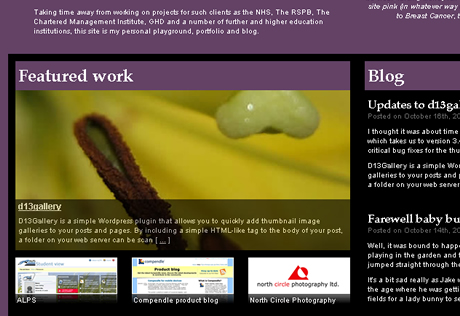 Taking time away from working on projects for such clients as the NHS, The RSPB, The
Chartered Management Institute, GHD and a number of further and higher education
institutions, this site is my personal playground, portfolio and blog.
site pink (in whatever way
to Breast Cancer,
Featured work
d13gallery
D13Gallery is a simple Wordpress plugin that allows you to quickly add thumbnail image
galleries to your posts and pages. By including a simple HTML-like tag to the body of your post,
a folder on your web server can be scan [ ... ]
Student view
ALPS
Compendle
Product blog
Compendle product blog
north circle photography ltd.
North Circle Photography
Blog
Updates to d13ga
Posted on October 16th, 20
I thought it was about time
which takes us to version 3.
critical bug fixes for the thu
D13Gallery is a simple Wo
galleries to your posts and p
a folder on your web server
Farewell baby bu
Posted on October 14th, 20
Well, it was bound to happe
playing in the garden and f
jumped straight through the
It's a bit sad really as Jake w
the age where he was getti
fields for a lady bunny to se